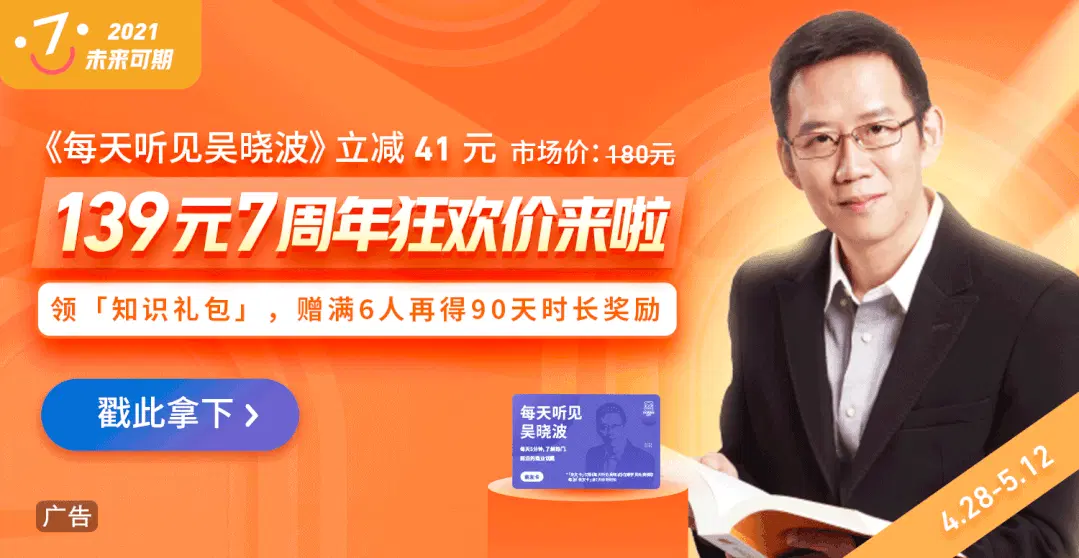 7 2021
未来可期
《每天听见吴晓波》立减 41 元 市场价：180元
139元7周年狂欢价来啦
领「知识礼包」，赠满6人再得90天时长奖励
戳此拿下
每天听见
吴晓波
广告
4.28-5.12